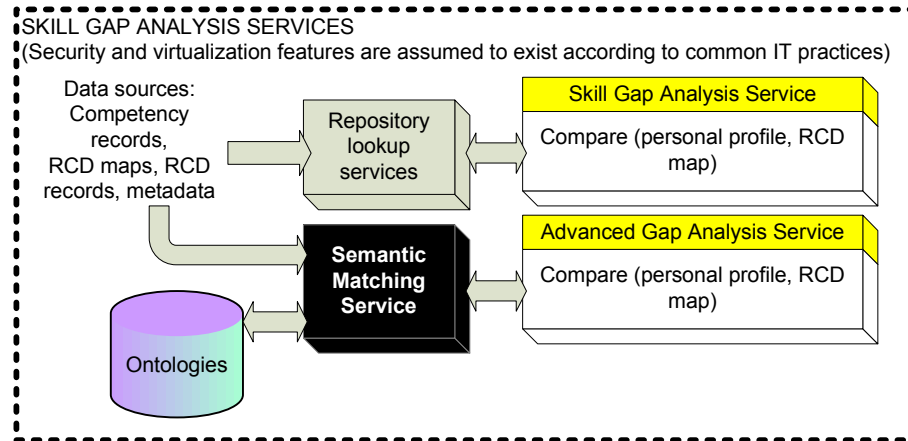 SKILL GAP ANALYSIS SERVICES
(Security and virtualization features are assumed to exist according to common IT practices)
Data sources:
Competency
records,
RCD maps, RCD
records, metadata
Repository
lookup
services
Skill Gap Analysis Service
Compare (personal profile, RCD
map)
Semantic
Matching
Service
Advanced Gap Analysis Service
Compare (personal profile, RCD
map)
Ontologies